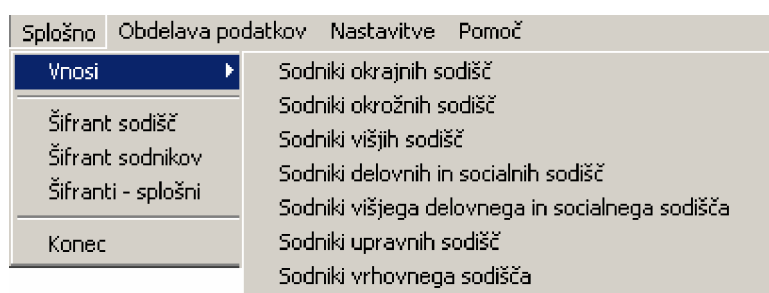 Splošno Obdelava podatkov Nastavitve Pomoč
Vnosi
Šifrant sodišč
Šifrant sodnikov
Šifranti - splošni
Konec
Sodniki okrajnih sodišč
Sodniki okrožnih sodišč
Sodniki višjih sodišč
Sodniki delovnih in socialnih sodišč
Sodniki višjega delovnega in socialnega sodišča
Sodniki upravnih sodišč
Sodniki vrhovnega sodišča